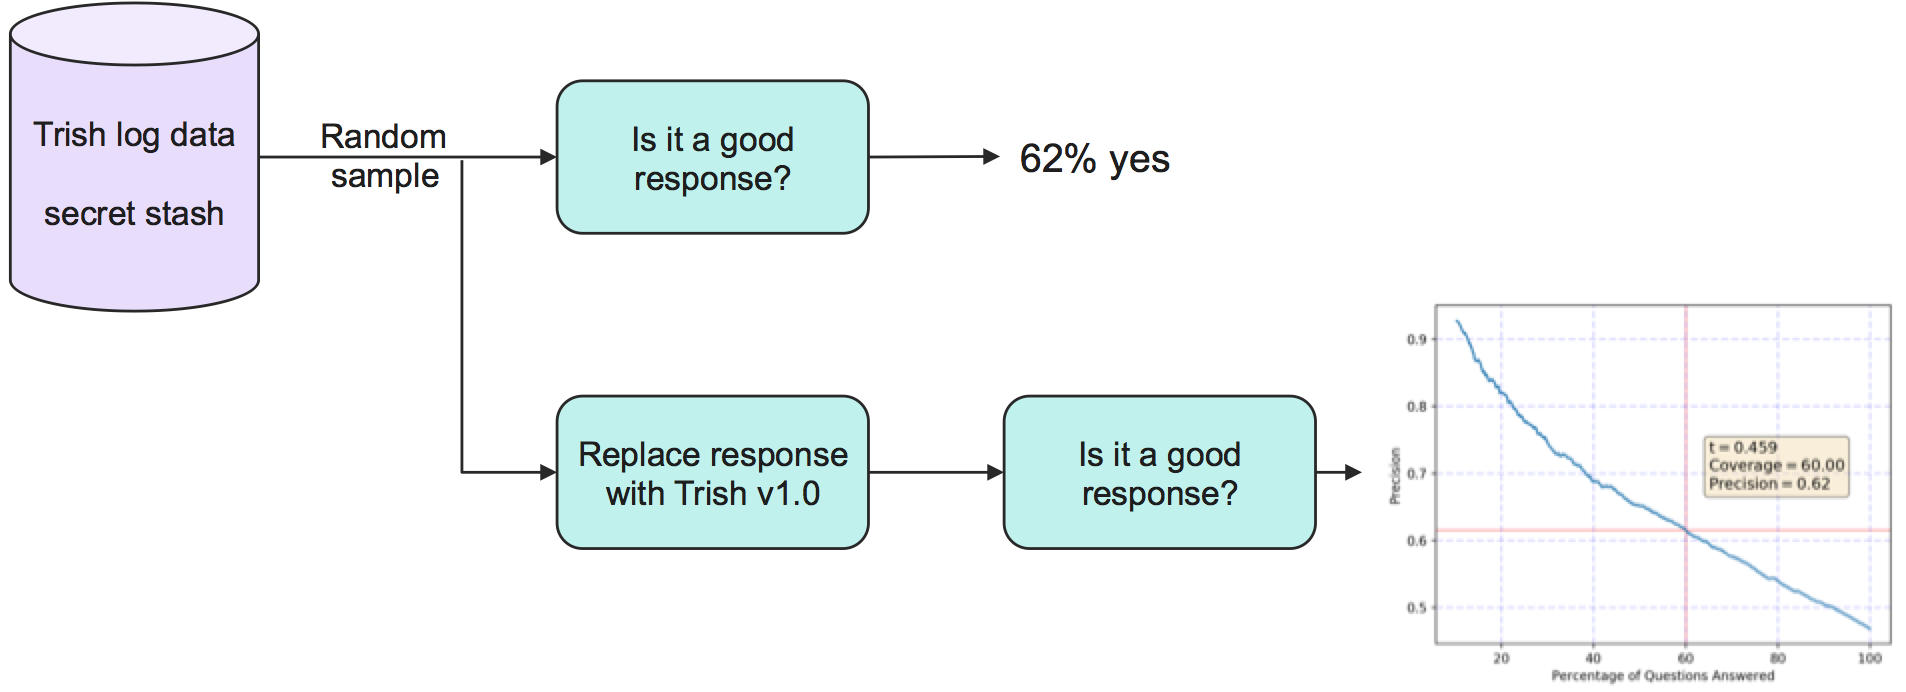 Trish log data
secret stash
Random
sample
Is it a good
response?
62% yes
Replace response
with Trish v1.0
Is it a good
response?
0.9
0.8
0.7
0.6
0.5
Precision
t = 0.459
Coverage = 60.00
Precision = 0.62
20 40 60 80 100
Percentage of Questions Answered